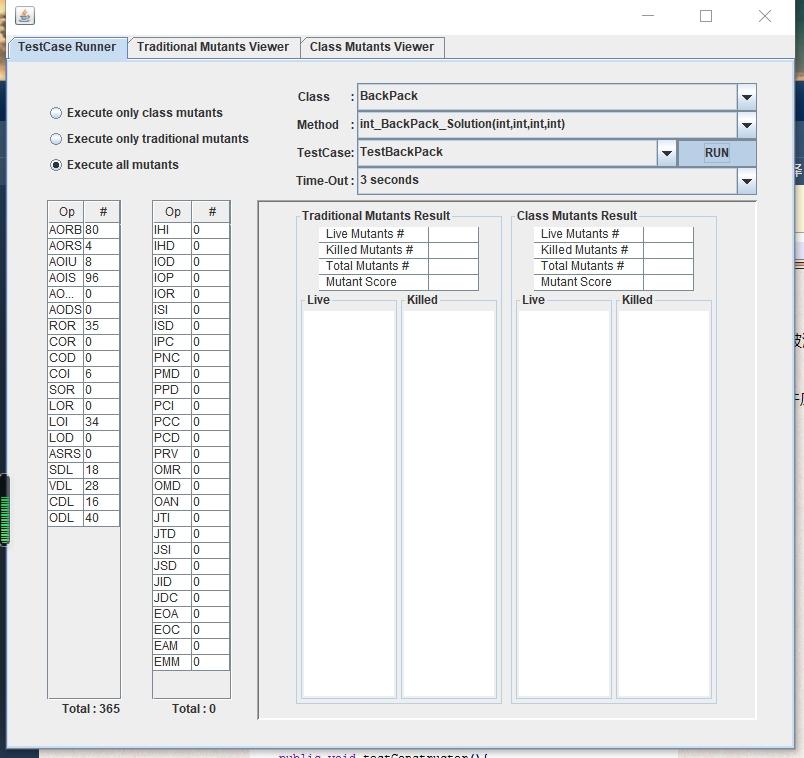 TestCase Runner Traditional Mutants Viewer Class Mutants Viewer
Execute only class mutants
Execute only traditional mutants
Execute all mutants
Class : BackPack
Method : int_BackPack_Solution(int,int,int,int)
TestCase: TestBackPack RUN
Time-Out : 3 seconds
Op #
AORB 80
AORS 4
AOIU 8
AOIS 96
AO... 0
AODS 0
ROR 35
COR 0
COD 0
COI 6
SOR 0
LOR 0
LOI 34
LOD 0
ASRS 0
SDL 18
VDL 28
CDL 16
ODL 40
Total : 365
Op #
IHI 0
IHD 0
IOD 0
IOP 0
IOR 0
ISI 0
ISD 0
IPC 0
PNC 0
PMD 0
PPD 0
PCI 0
PCC 0
PCD 0
PRV 0
OMR 0
OMD 0
OAN 0
JTI 0
JTD 0
JSI 0
JSD 0
JID 0
JDC 0
EOA 0
EOC 0
EAM 0
EMM 0
Total : 0
Traditional Mutants Result
Live Mutants #
Killed Mutants #
Total Mutants #
Mutant Score
Live Killed
Class Mutants Result
Live Mutants #
Killed Mutants #
Total Mutants #
Mutant Score
Live Killed
public void testConstructor(){